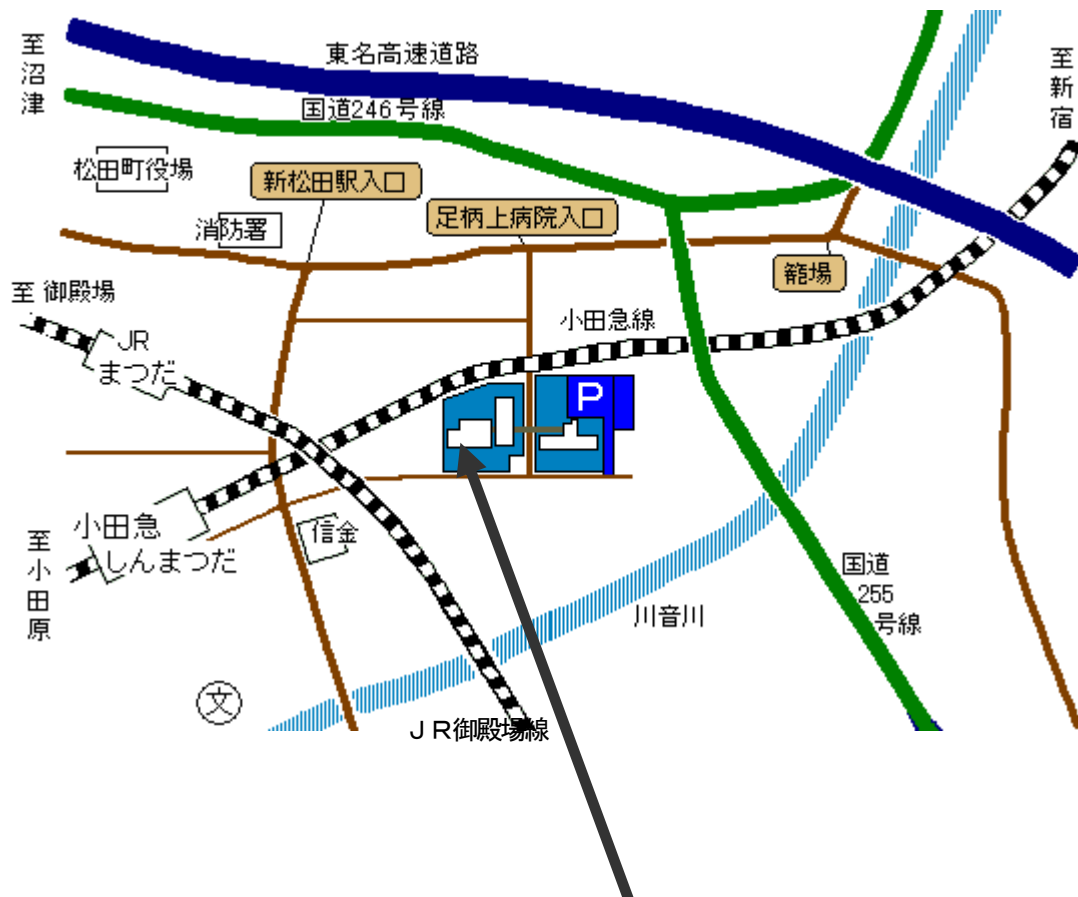 至沼津
東名高速道路
至新宿
国道246号線
松田町役場
新松田駅入口
足柄上病院入口
消防署
籠場
至 御殿場
小田急線
JR
まつだ
P
小田急
しんまつだ
信金
至小田原
国道
255
号線
川音川
文
JR御殿場線